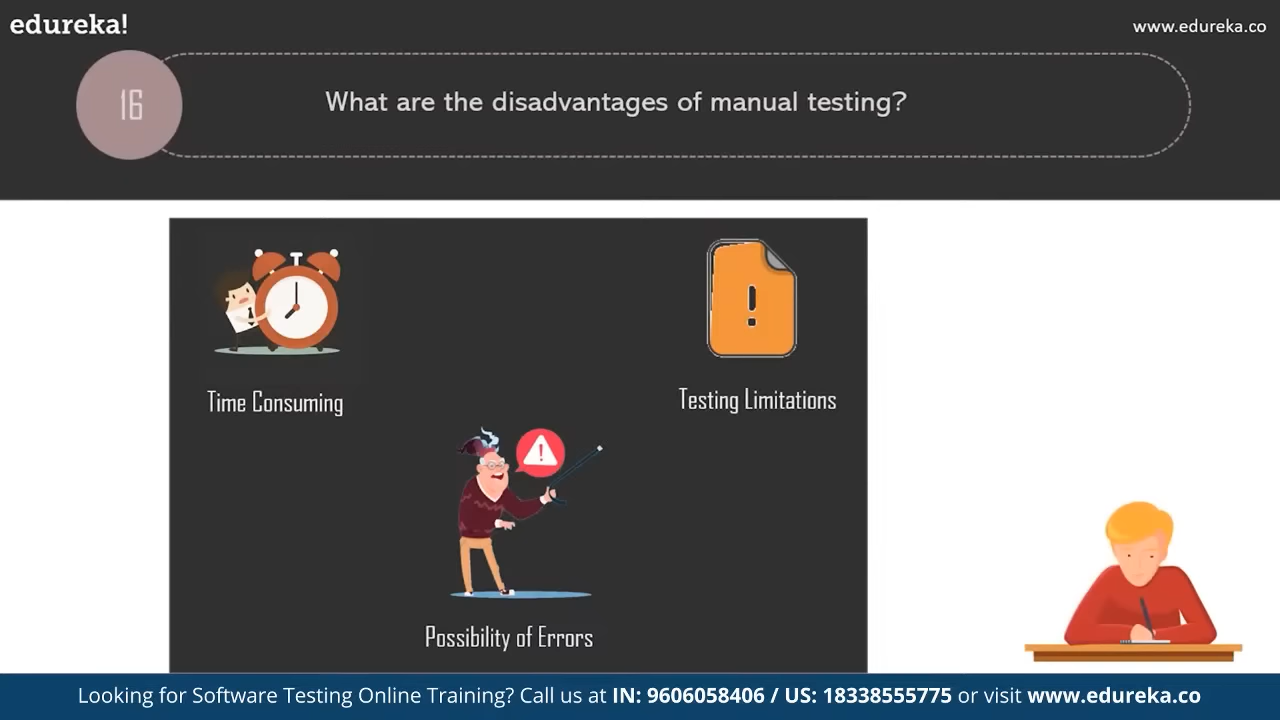 edureka!
www.edureka.co
16
What are the disadvantages of manual testing?
Time Consuming
Testing Limitations
Possibility of Errors
Looking for Software Testing Online Training? Call us at IN: 9606058406 / US: 18338555775 or visit www.edureka.co